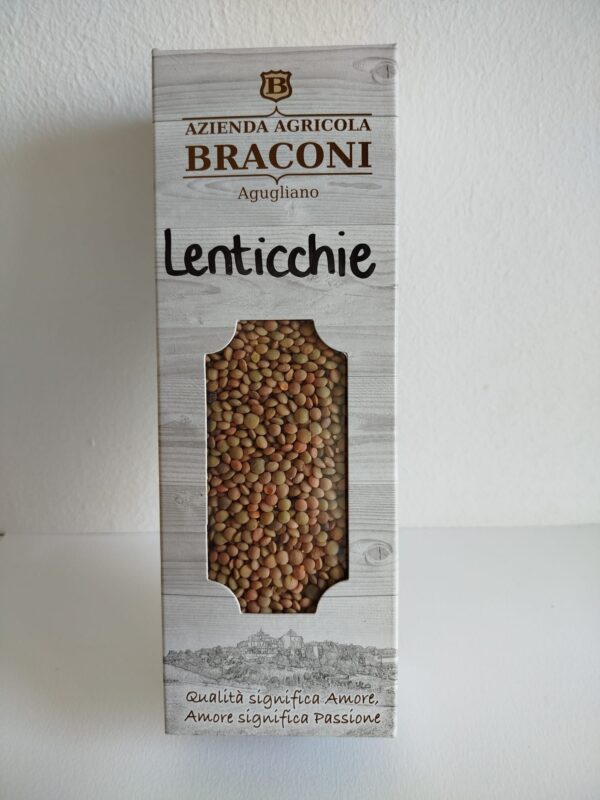 B
AZIENDA AGRICOLA
BRACONI
Agugliano
Lenticchie
Qualità significa Amore,
Amore significa Passione